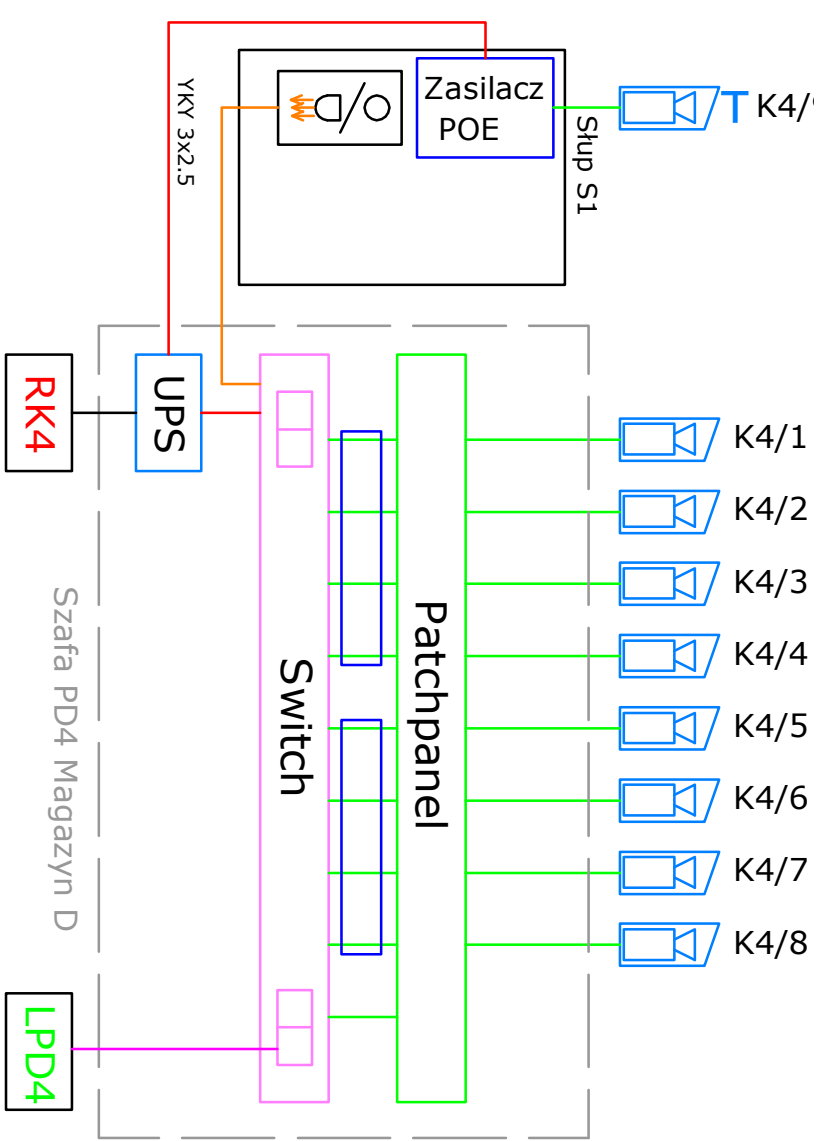 YKY 3x2.5
Zasilacz
POE
Słup S1
T
RK4
UPS
Switch
Patchpanel
K4/1
K4/2
K4/3
K4/4
K4/5
K4/6
K4/7
K4/8
Szafa PD4 Magazyn D
LPD4